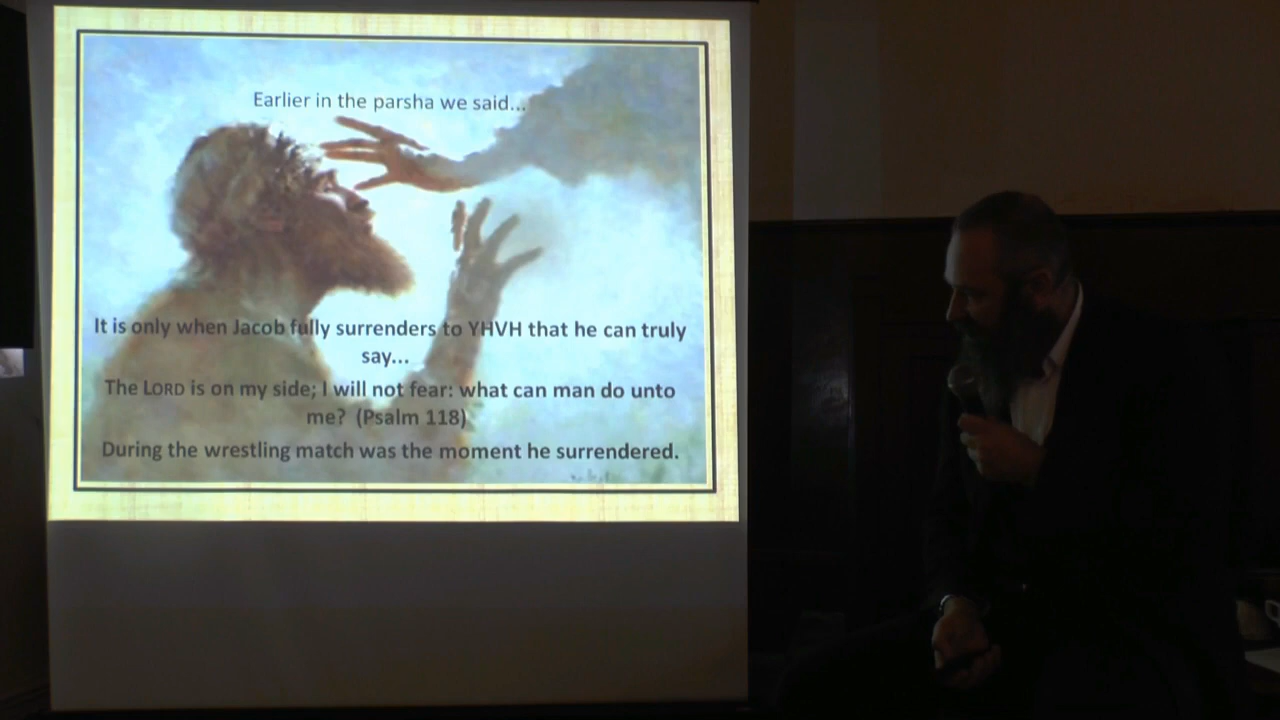 Earlier in the parsha we said...
It is only when Jacob fully surrenders to YHVH that he can truly
say...
The LORD is on my side; I will not fear: what can man do unto
me? (Psalm 118)
During the wrestling match was the moment he surrendered.